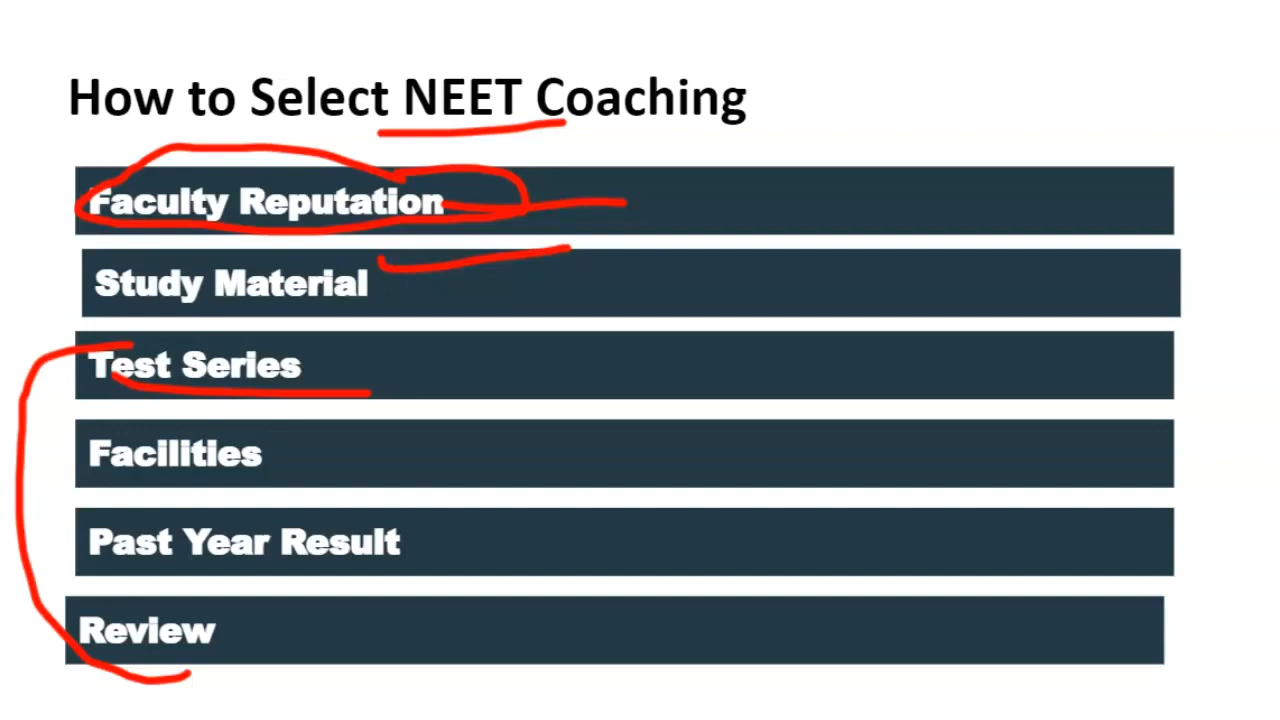 How to Select NEET Coaching
Faculty Reputation
Study Material
Test Series
Facilities
Past Year Result
Review